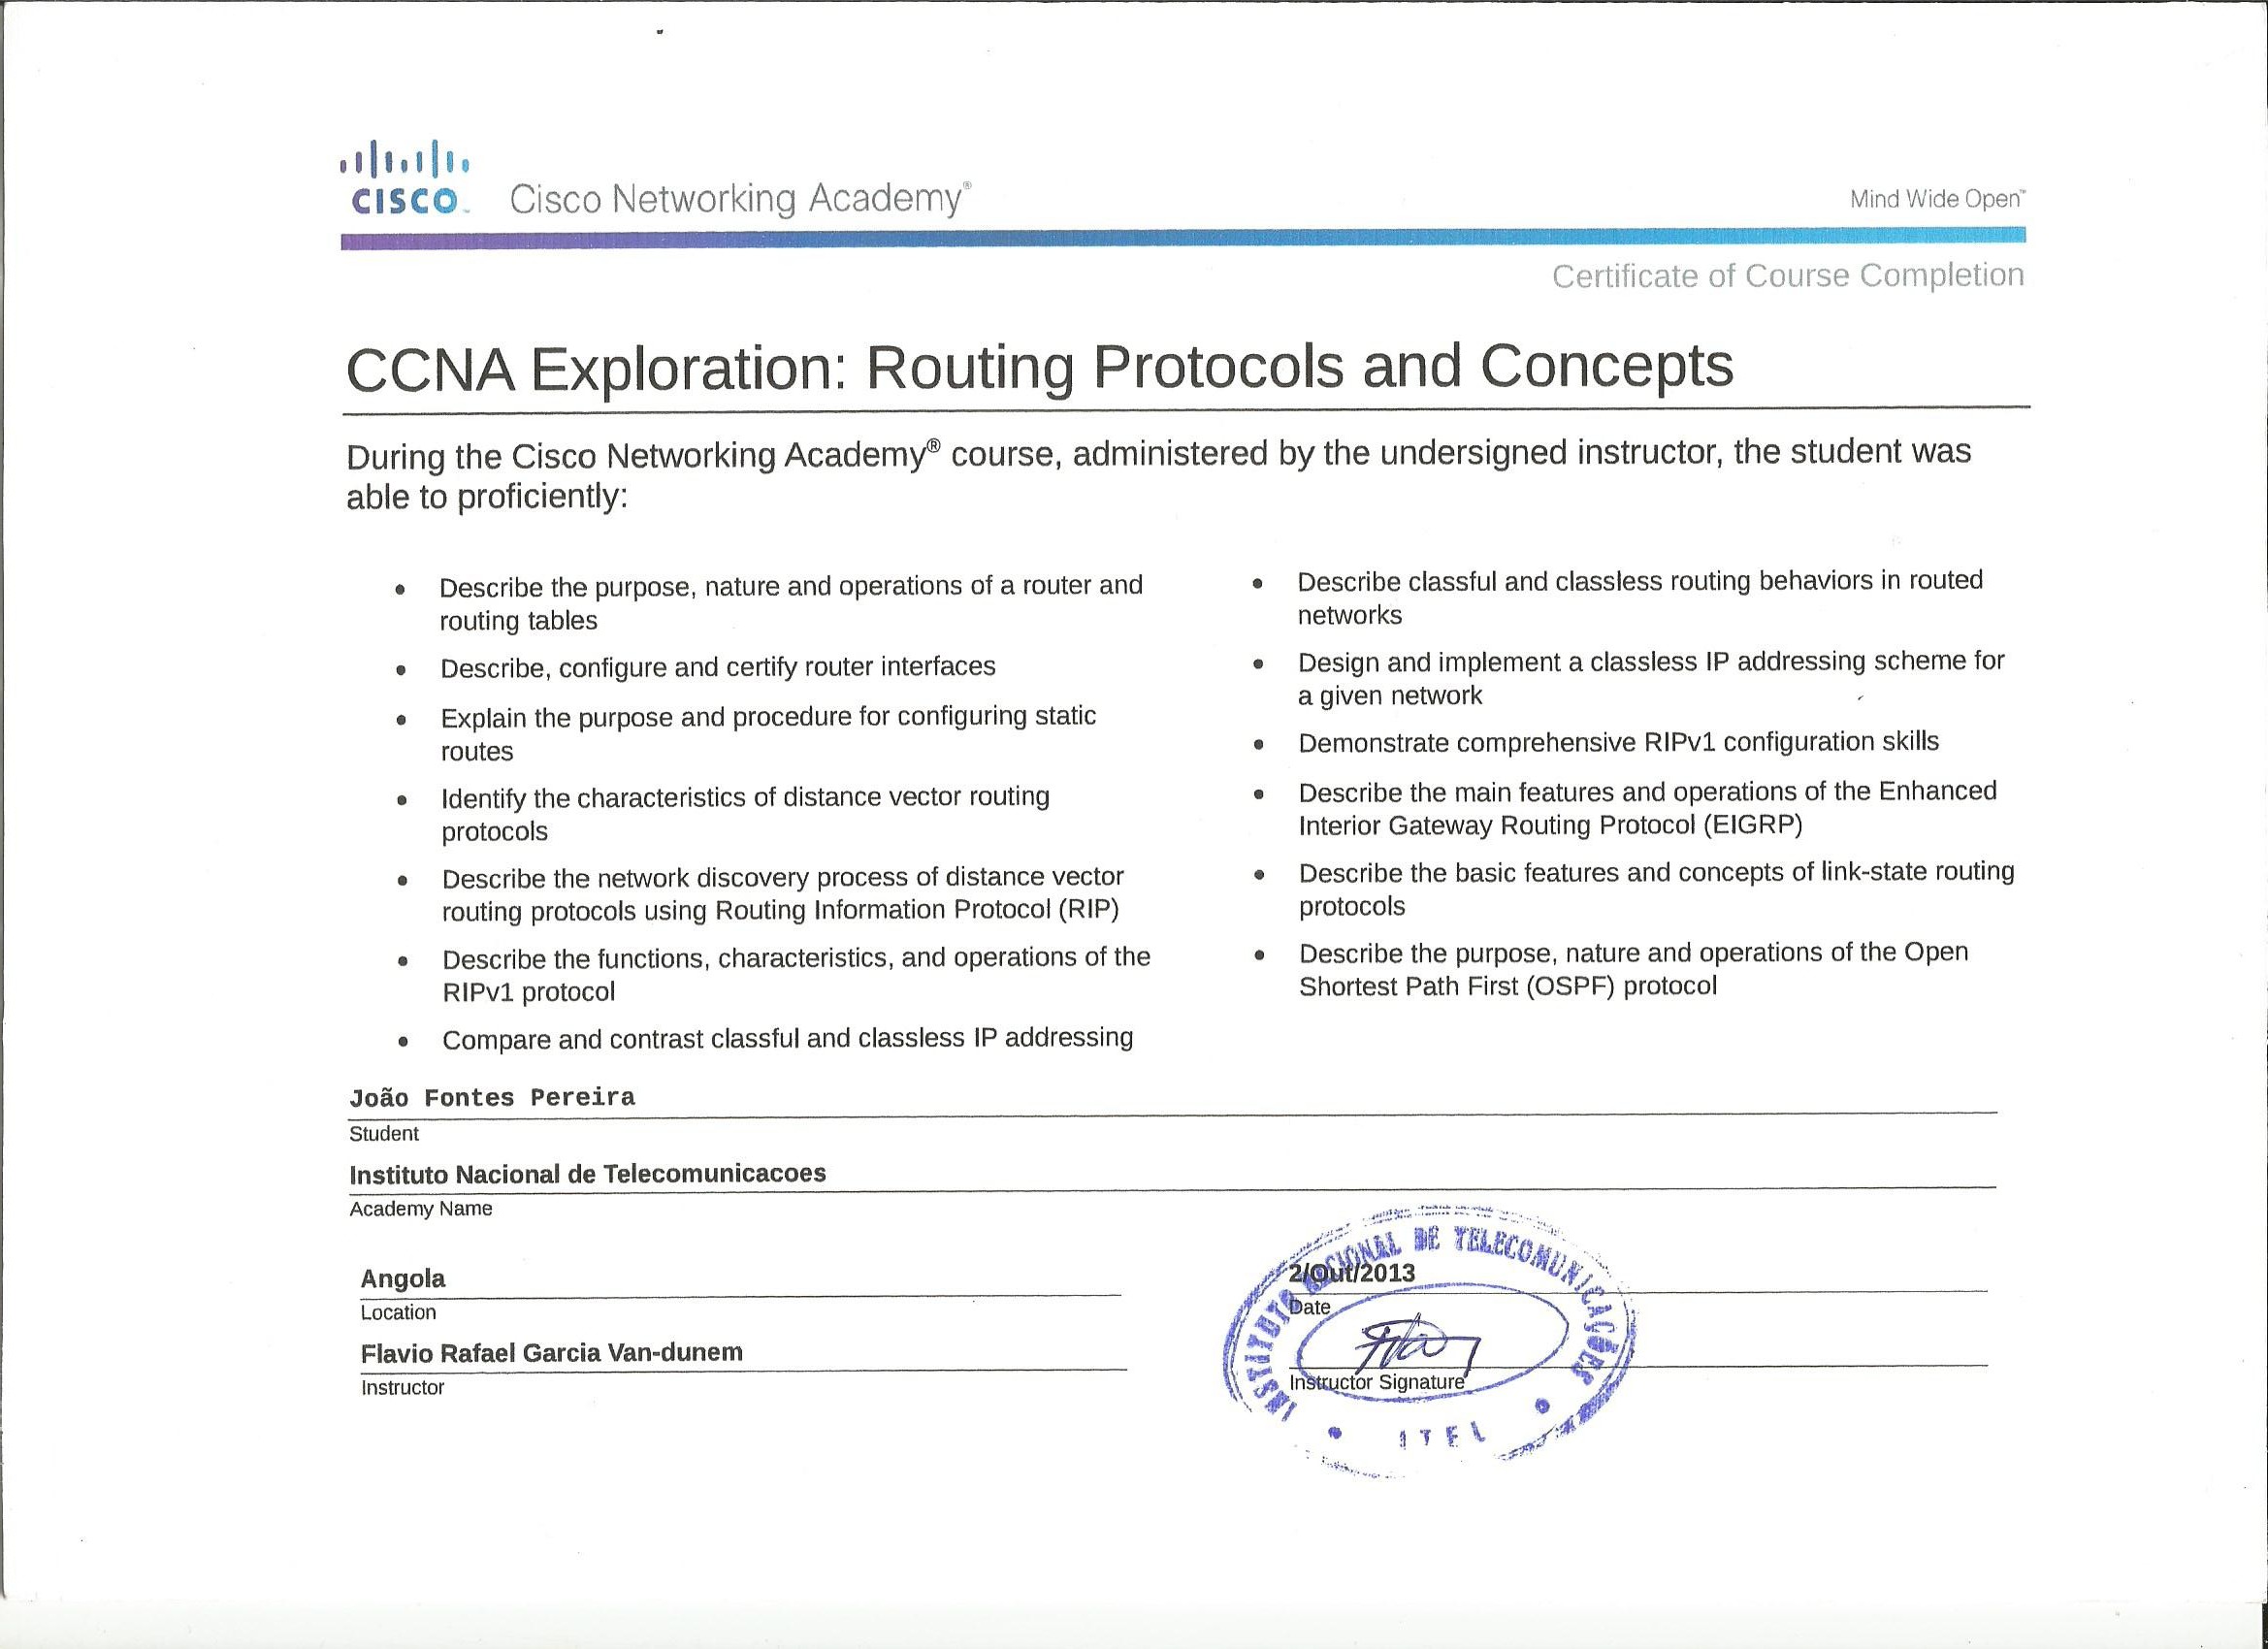 CISCO™ Cisco Networking Academy® Mind Wide Open™
Certificate of Course Completion
CCNA Exploration: Routing Protocols and Concepts
During the Cisco Networking Academy® course, administered by the undersigned instructor, the student was
able to proficiently:
• Describe the purpose, nature and operations of a router and
routing tables
• Describe, configure and certify router interfaces
• Explain the purpose and procedure for configuring static
routes
• Identify the characteristics of distance vector routing
protocols
• Describe the network discovery process of distance vector
routing protocols using Routing Information Protocol (RIP)
• Describe the functions, characteristics, and operations of the
RIPv1 protocol
• Compare and contrast classful and classless IP addressing
• Describe classful and classless routing behaviors in routed
networks
• Design and implement a classless IP addressing scheme for
a given network
• Demonstrate comprehensive RIPv1 configuration skills
• Describe the main features and operations of the Enhanced
Interior Gateway Routing Protocol (EIGRP)
• Describe the basic features and concepts of link-state routing
protocols
• Describe the purpose, nature and operations of the Open
Shortest Path First (OSPF) protocol
João Fontes Pereira
Student
Instituto Nacional de Telecomunicacoes
Academy Name
Angola
Location
2/Out/2013
Date
Flavio Rafael Garcia Van-dunem
Instructor
Instructor Signature
INSTITUTO NACIONAL DE TELECOMUNICAÇÕES
• ITEL •